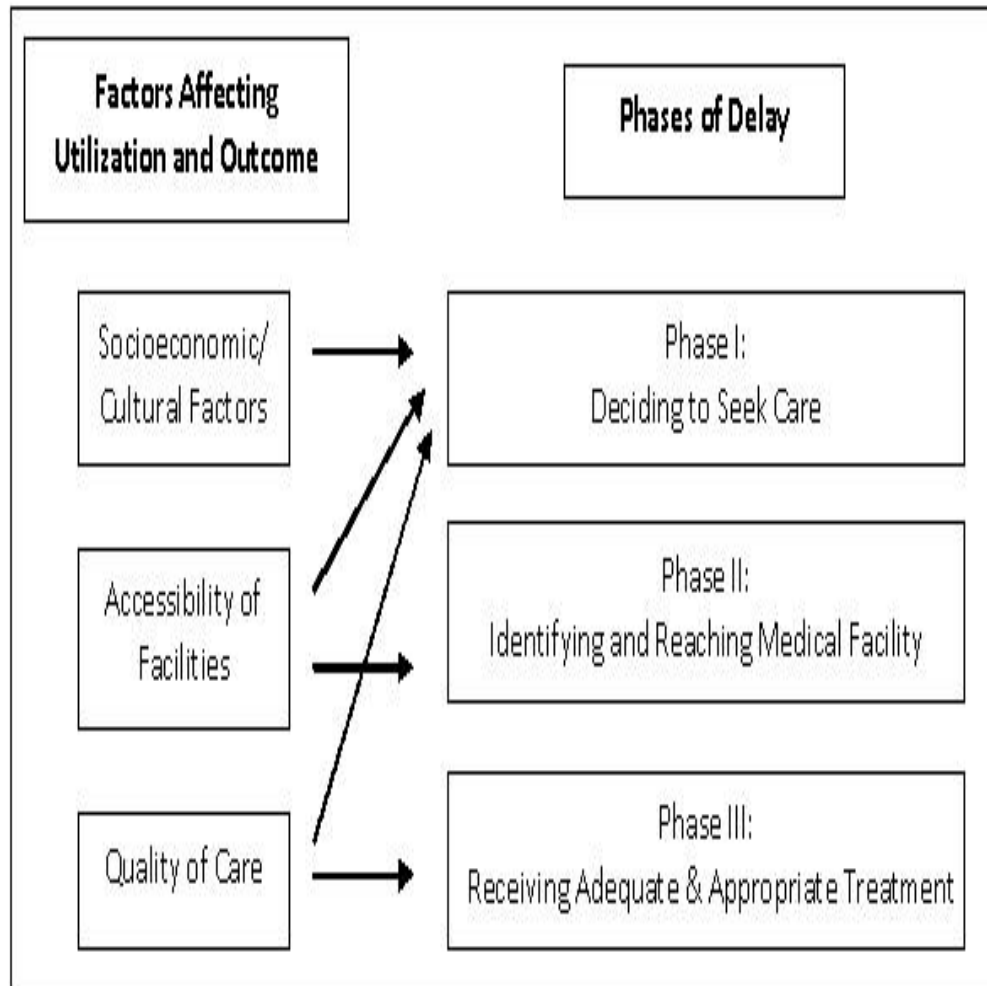 Factors Affecting
Utilization and Outcome
Phases of Delay
Socioeconomic/
Cultural Factors
Phase I:
Deciding to Seek Care
Accessibility of
Facilities
Phase II:
Identifying and Reaching Medical Facility
Quality of Care
Phase III:
Receiving Adequate & Appropriate Treatment